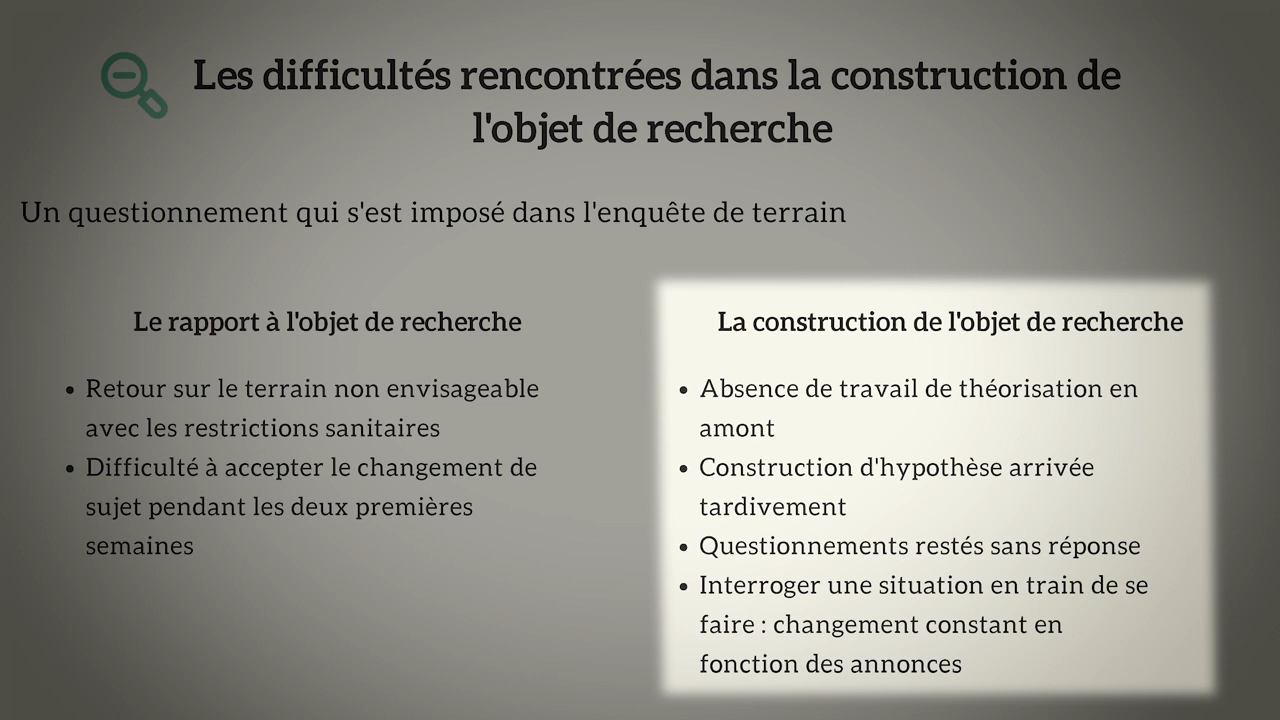 Les difficultés rencontrées dans la construction de
l'objet de recherche
Un questionnement qui s'est imposé dans l'enquête de terrain
Le rapport à l'objet de recherche
• Retour sur le terrain non envisageable
avec les restrictions sanitaires
• Difficulté à accepter le changement de
sujet pendant les deux premières
semaines
La construction de l'objet de recherche
• Absence de travail de théorisation en
amont
• Construction d'hypothèse arrivée
tardivement
• Questionnements restés sans réponse
• Interroger une situation en train de se
faire : changement constant en
fonction des annonces